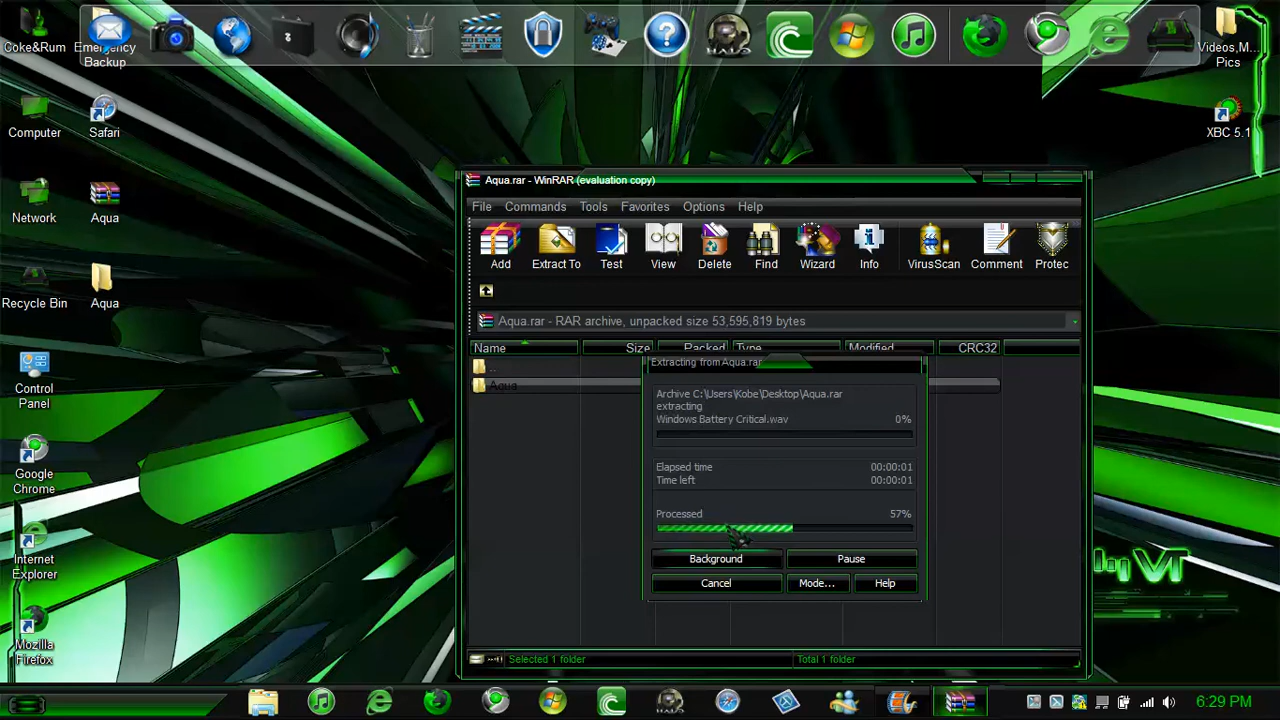 Coke&Rum
Emergency
Backup
Videos,M...
Pics
HALO
Computer
Safari
XBC 5.1
Network
Aqua
Recycle Bin
Aqua
Control
Panel
Google
Chrome
Internet
Explorer
Mozilla
Firefox
Aqua.rar - WinRAR (evaluation copy)
File Commands Tools Favorites Options Help
Add Extract To Test View Delete Find Wizard Info VirusScan Comment Protec
Aqua.rar - RAR archive, unpacked size 53,595,819 bytes
Name Size Packed Type Modified CRC32
..
Aqua
Extracting from Aqua.rar
Archive C:\Users\Kobe\Desktop\Aqua.rar
extracting
Windows Battery Critical.wav 0%
Elapsed time 00:00:01
Time left 00:00:01
Processed 57%
Background Pause
Cancel Mode... Help
Selected 1 folder Total 1 folder
6:29 PM